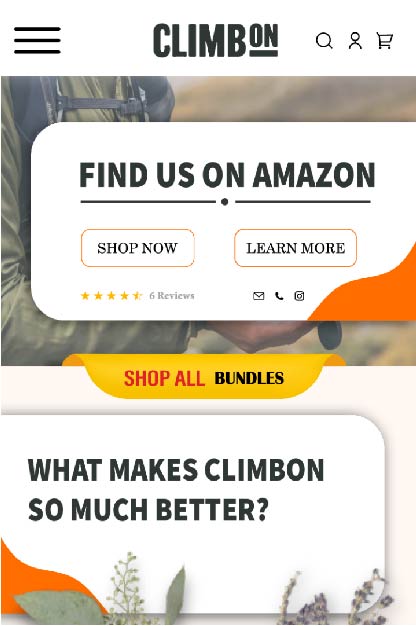 CLIMBON
FIND US ON AMAZON
SHOP NOW
LEARN MORE
6 Reviews
SHOP ALL BUNDLES
WHAT MAKES CLIMBON
SO MUCH BETTER?